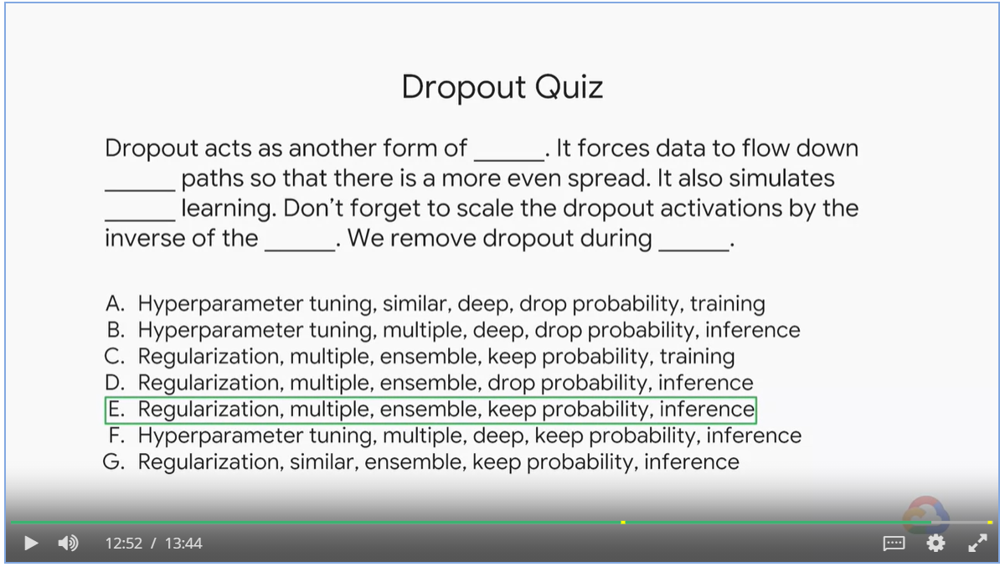 Dropout Quiz
Dropout acts as another form of ______. It forces data to flow down
______ paths so that there is a more even spread. It also simulates
______ learning. Don’t forget to scale the dropout activations by the
inverse of the ______. We remove dropout during ______.
A. Hyperparameter tuning, similar, deep, drop probability, training
B. Hyperparameter tuning, multiple, deep, drop probability, inference
C. Regularization, multiple, ensemble, keep probability, training
D. Regularization, multiple, ensemble, drop probability, inference
E. Regularization, multiple, ensemble, keep probability, inference
F. Hyperparameter tuning, multiple, deep, keep probability, inference
G. Regularization, similar, ensemble, keep probability, inference
12:52 / 13:44